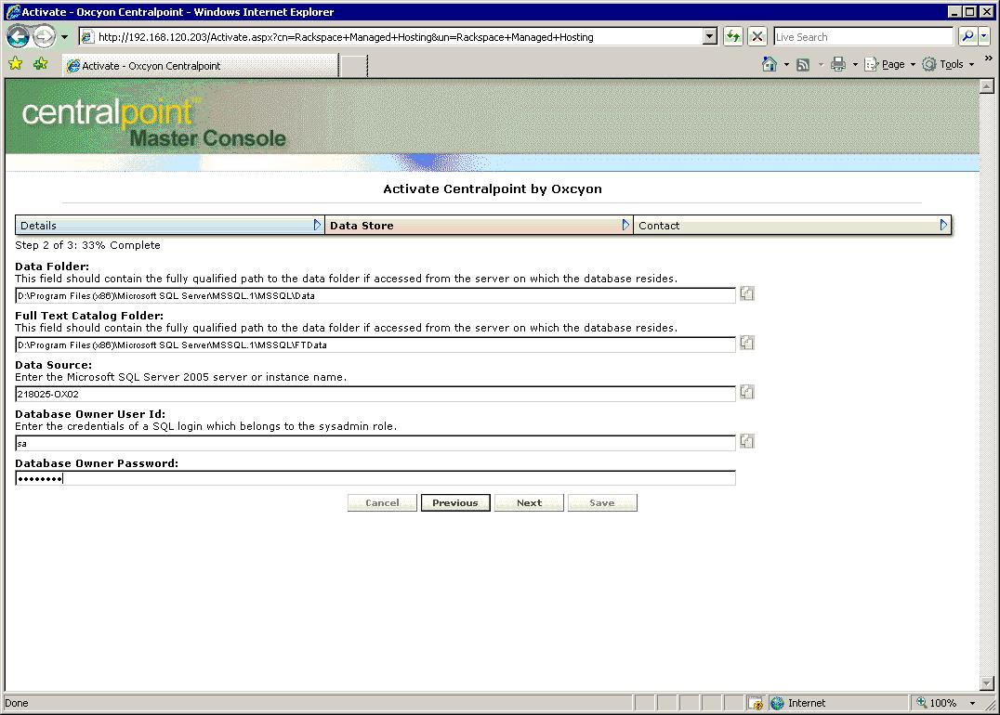 Activate - Oxcyon Centralpoint - Windows Internet Explorer
http://192.168.120.203/Activate.aspx?cn=Rackspace+Managed+Hosting&un=Rackspace+Managed+Hosting
Live Search
Activate - Oxcyon Centralpoint
Page
Tools
centralpoint™
Master Console
Activate Centralpoint by Oxcyon
Details
Data Store
Contact
Step 2 of 3: 33% Complete
Data Folder:
This field should contain the fully qualified path to the data folder if accessed from the server on which the database resides.
D:\Program Files (x86)\Microsoft SQL Server\MSSQL.1\MSSQL\Data
Full Text Catalog Folder:
This field should contain the fully qualified path to the data folder if accessed from the server on which the database resides.
D:\Program Files (x86)\Microsoft SQL Server\MSSQL.1\MSSQL\FTData
Data Source:
Enter the Microsoft SQL Server 2005 server or instance name.
218025-OX02
Database Owner User Id:
Enter the credentials of a SQL login which belongs to the sysadmin role.
sa
Database Owner Password:
••••••••
Cancel
Previous
Next
Save
Done
Internet
100%